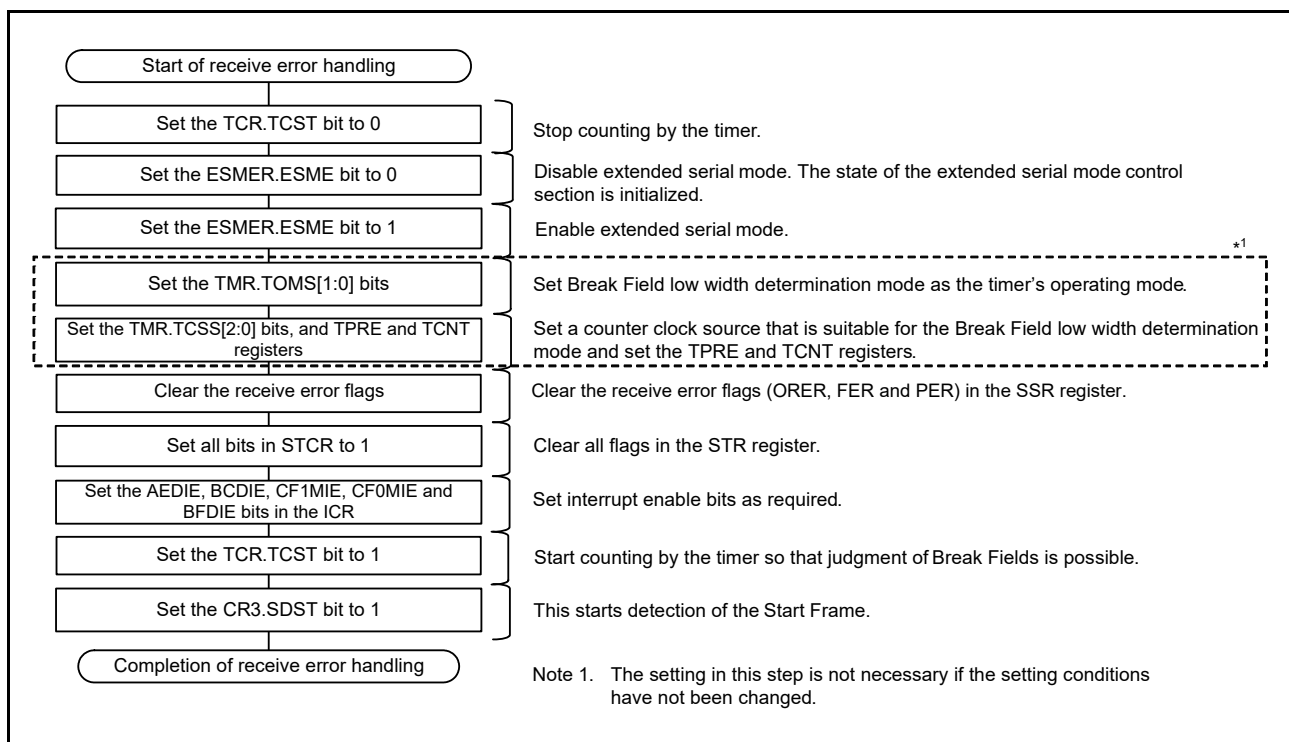 Start of receive error handling
Set the TCR.TCST bit to 0
Stop counting by the timer.
Set the ESMER.ESME bit to 0
Disable extended serial mode. The state of the extended serial mode control
section is initialized.
Set the ESMER.ESME bit to 1
Enable extended serial mode.
*1
Set the TMR.TOMS[1:0] bits
Set Break Field low width determination mode as the timer's operating mode.
Set the TMR.TCSS[2:0] bits, and TPRE and TCNT
registers
Set a counter clock source that is suitable for the Break Field low width determination
mode and set the TPRE and TCNT registers.
Clear the receive error flags
Clear the receive error flags (ORER, FER and PER) in the SSR register.
Set all bits in STCR to 1
Clear all flags in the STR register.
Set the AEDIE, BCDIE, CF1MIE, CF0MIE and
BFDIE bits in the ICR
Set interrupt enable bits as required.
Set the TCR.TCST bit to 1
Start counting by the timer so that judgment of Break Fields is possible.
Set the CR3.SDST bit to 1
This starts detection of the Start Frame.
Completion of receive error handling
Note 1. The setting in this step is not necessary if the setting conditions
have not been changed.